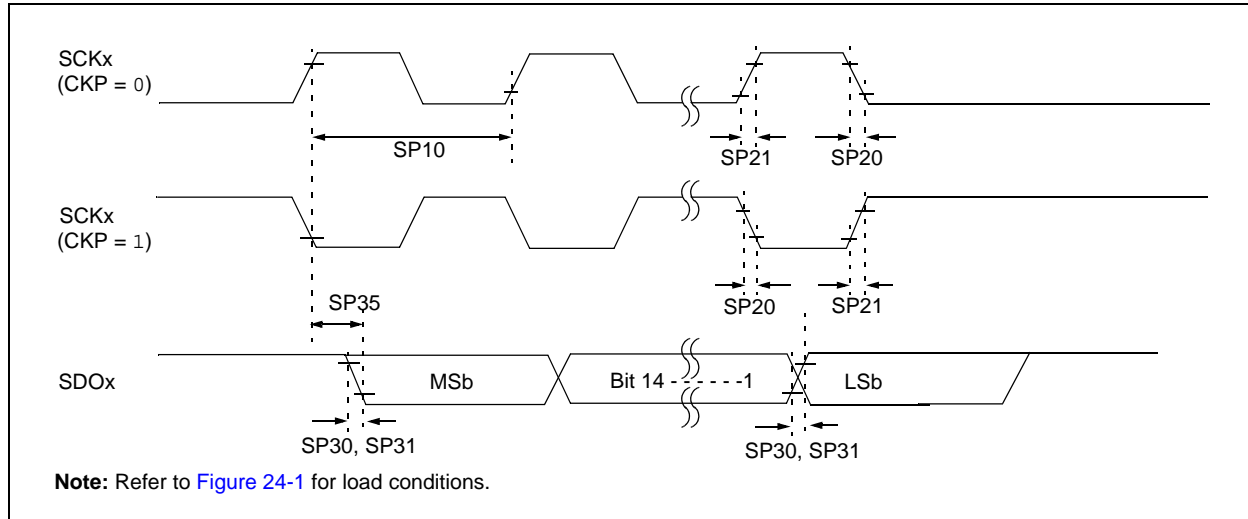 SCKx
(CKP = 0)
SP10
SP21
SP20
SCKx
(CKP = 1)
SP35
SP20
SP21
SDOx
MSb
Bit 14 - - - - - -1
LSb
SP30, SP31
SP30, SP31
Note: Refer to Figure 24-1 for load conditions.